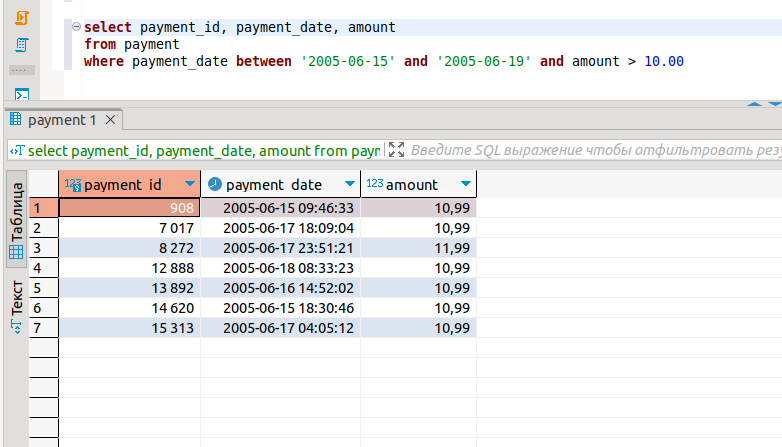 select payment_id, payment_date, amount
from payment
where payment_date between '2005-06-15' and '2005-06-19' and amount > 10.00
payment 1
select payment_id, payment_date, amount from payn
Введите SQL выражение чтобы отфильтровать резу
Таблица
Текст
123 payment_id payment_date 123 amount
1 908 2005-06-15 09:46:33 10,99
2 7 017 2005-06-17 18:09:04 10,99
3 8 272 2005-06-17 23:51:21 11,99
4 12 888 2005-06-18 08:33:23 10,99
5 13 892 2005-06-16 14:52:02 10,99
6 14 620 2005-06-15 18:30:46 10,99
7 15 313 2005-06-17 04:05:12 10,99